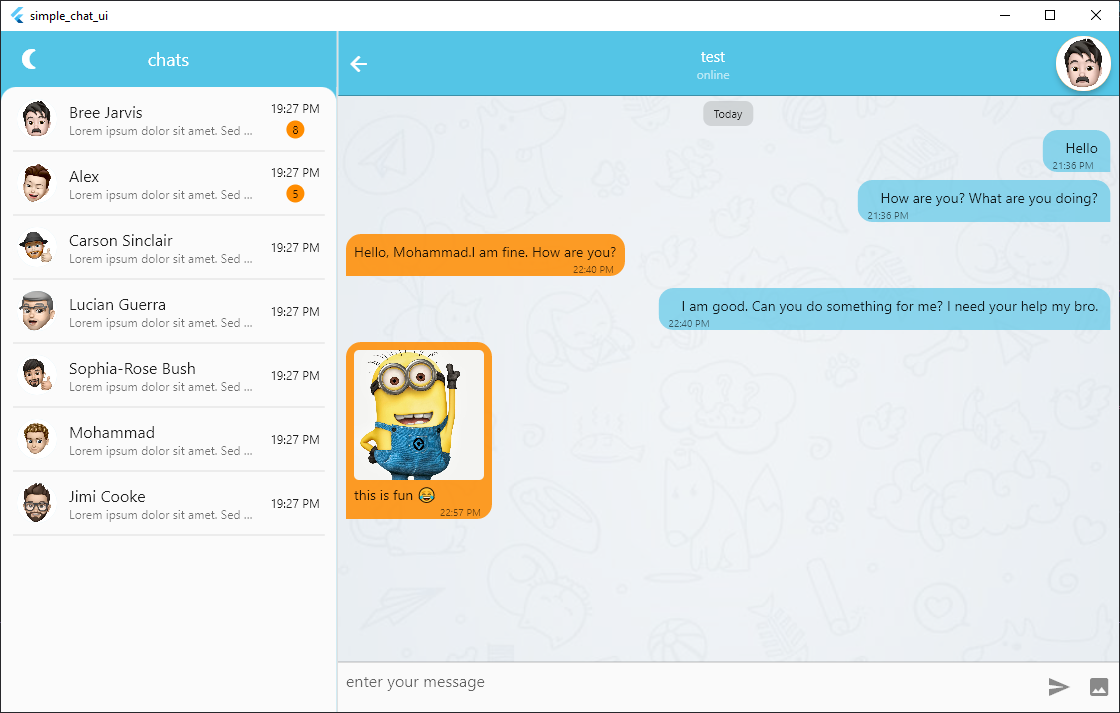 simple_chat_ui
chats
Bree Jarvis
19:27 PM
Lorem ipsum dolor sit amet. Sed ...
8
Alex
19:27 PM
Lorem ipsum dolor sit amet. Sed ...
5
Carson Sinclair
19:27 PM
Lorem ipsum dolor sit amet. Sed ...
Lucian Guerra
19:27 PM
Lorem ipsum dolor sit amet. Sed ...
Sophia-Rose Bush
19:27 PM
Lorem ipsum dolor sit amet. Sed ...
Mohammad
19:27 PM
Lorem ipsum dolor sit amet. Sed ...
Jimi Cooke
19:27 PM
Lorem ipsum dolor sit amet. Sed ...
test
online
Today
Hello
21:36 PM
How are you? What are you doing?
21:36 PM
Hello, Mohammad.I am fine. How are you?
22:40 PM
I am good. Can you do something for me? I need your help my bro.
22:40 PM
this is fun 😂
22:57 PM
enter your message